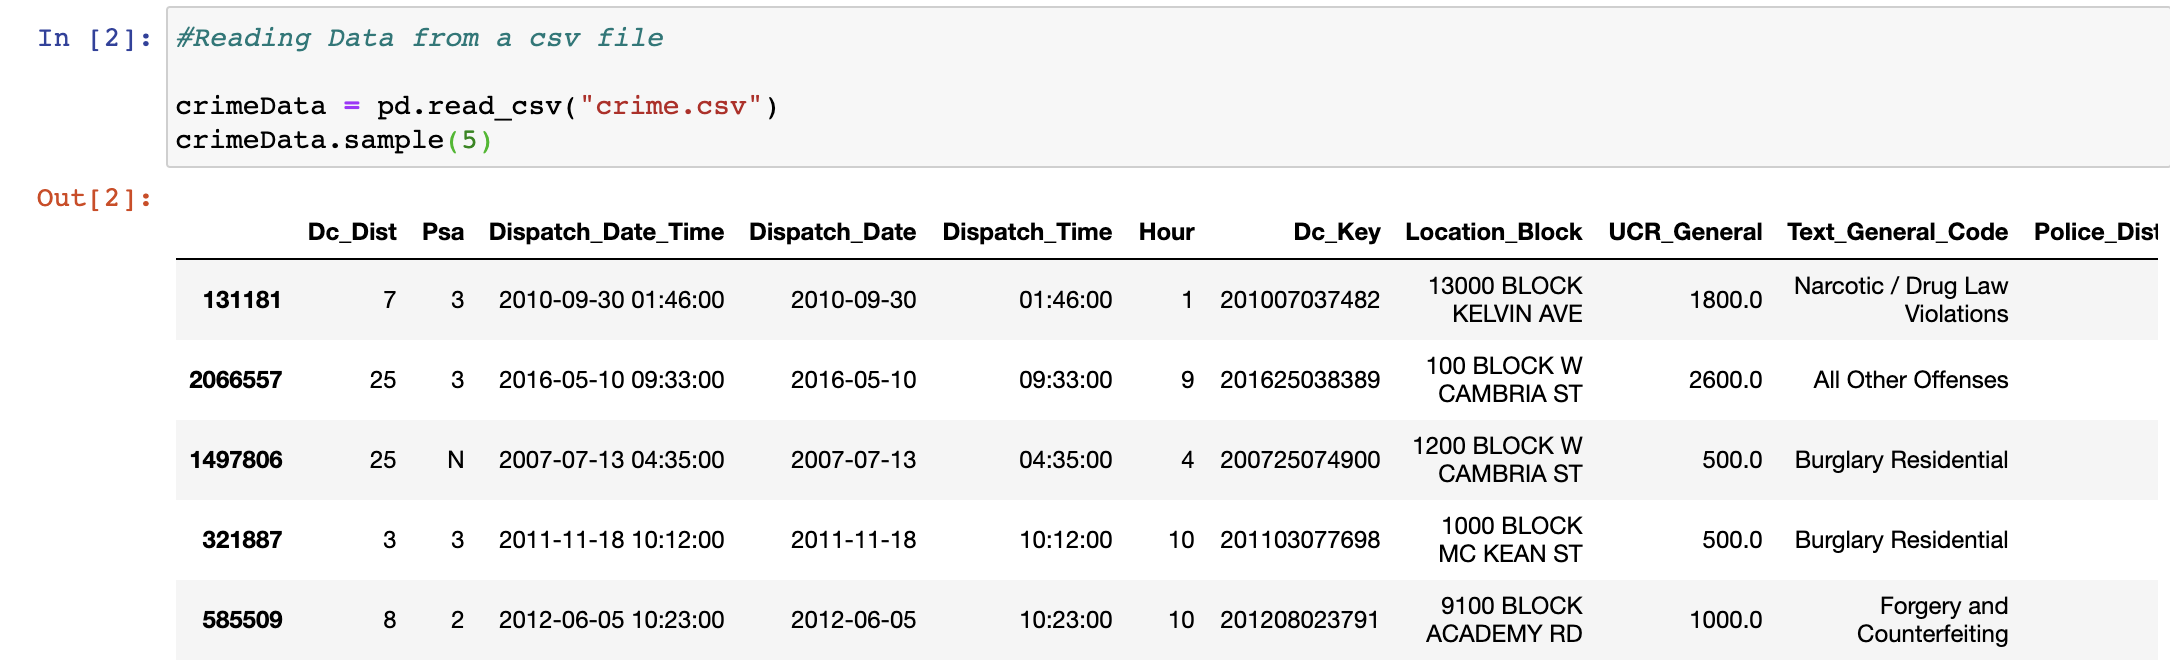 In [2]: #Reading Data from a csv file
crimeData = pd.read_csv("crime.csv")
crimeData.sample(5)
Out[2]:
Dc_Dist Psa Dispatch_Date_Time Dispatch_Date Dispatch_Time Hour Dc_Key Location_Block UCR_General Text_General_Code Police_Dist
131181 7 3 2010-09-30 01:46:00 2010-09-30 01:46:00 1 201007037482 13000 BLOCK KELVIN AVE 1800.0 Narcotic / Drug Law Violations
2066557 25 3 2016-05-10 09:33:00 2016-05-10 09:33:00 9 201625038389 100 BLOCK W CAMBRIA ST 2600.0 All Other Offenses
1497806 25 N 2007-07-13 04:35:00 2007-07-13 04:35:00 4 200725074900 1200 BLOCK W CAMBRIA ST 500.0 Burglary Residential
321887 3 3 2011-11-18 10:12:00 2011-11-18 10:12:00 10 201103077698 1000 BLOCK MC KEAN ST 500.0 Burglary Residential
585509 8 2 2012-06-05 10:23:00 2012-06-05 10:23:00 10 201208023791 9100 BLOCK ACADEMY RD 1000.0 Forgery and Counterfeiting